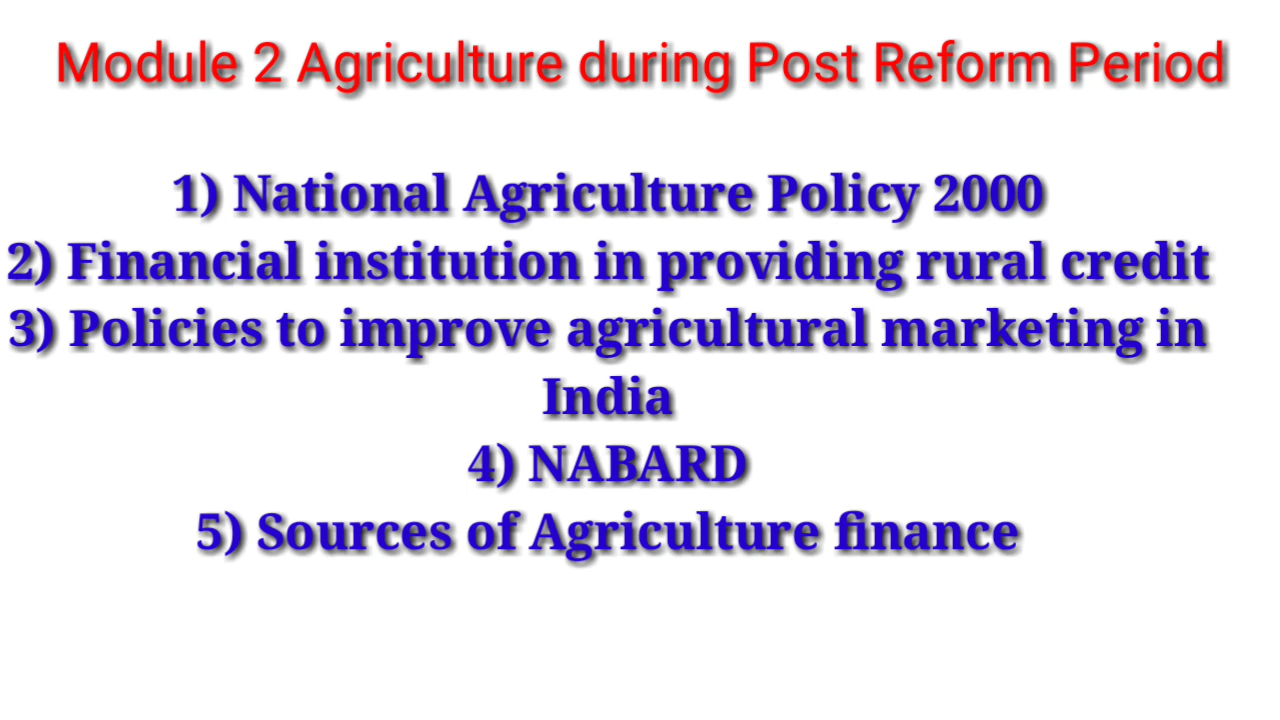 Module 2 Agriculture during Post Reform Period
1) National Agriculture Policy 2000
2) Financial institution in providing rural credit
3) Policies to improve agricultural marketing in
India
4) NABARD
5) Sources of Agriculture finance